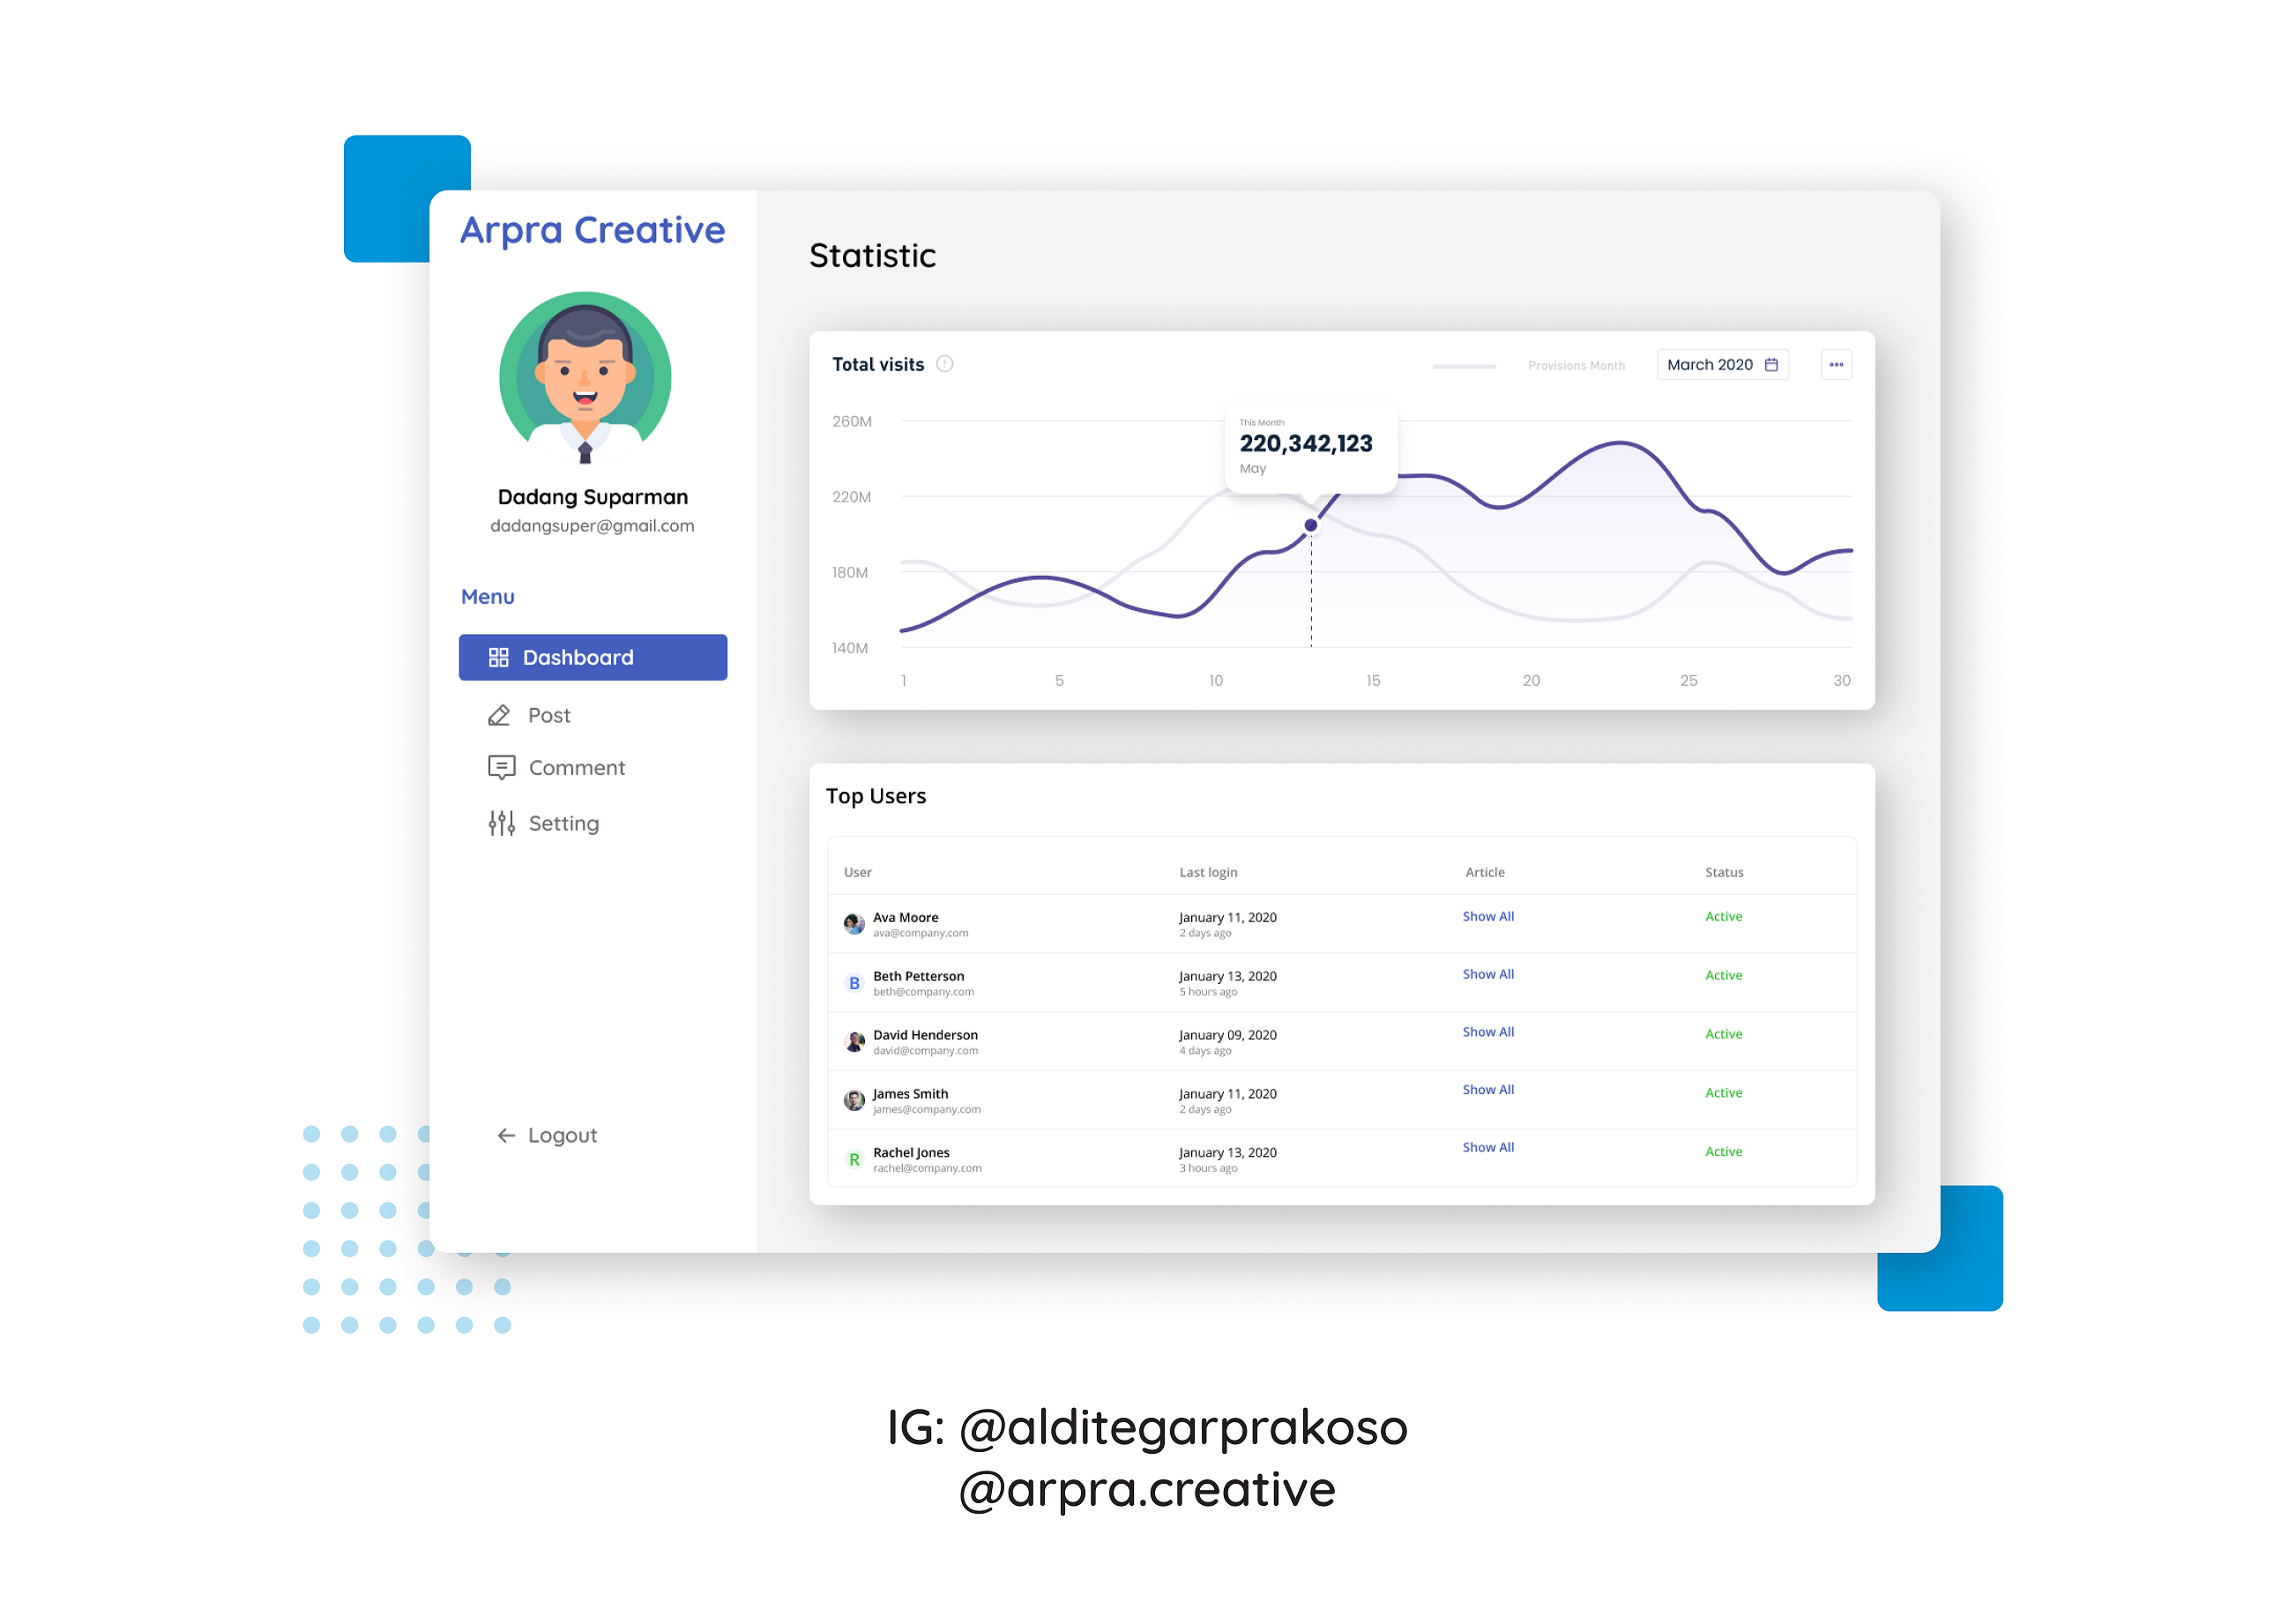 Arpra Creative
Dadang Suparman
dadangsuper@gmail.com
Menu
Dashboard
Post
Comment
Setting
Logout
Statistic
Total visits
Provisions Month
March 2020
260M
220M
180M
140M
This Month
220,342,123
May
1 5 10 15 20 25 30
Top Users
User Last login Article Status
Ava Moore January 11, 2020 Show All Active
ava@company.com 2 days ago
B Beth Petterson January 13, 2020 Show All Active
beth@company.com 5 hours ago
David Henderson January 09, 2020 Show All Active
david@company.com 4 days ago
James Smith January 11, 2020 Show All Active
james@company.com 2 days ago
R Rachel Jones January 13, 2020 Show All Active
rachel@company.com 3 hours ago
IG: @alditegarprakoso
@arpra.creative